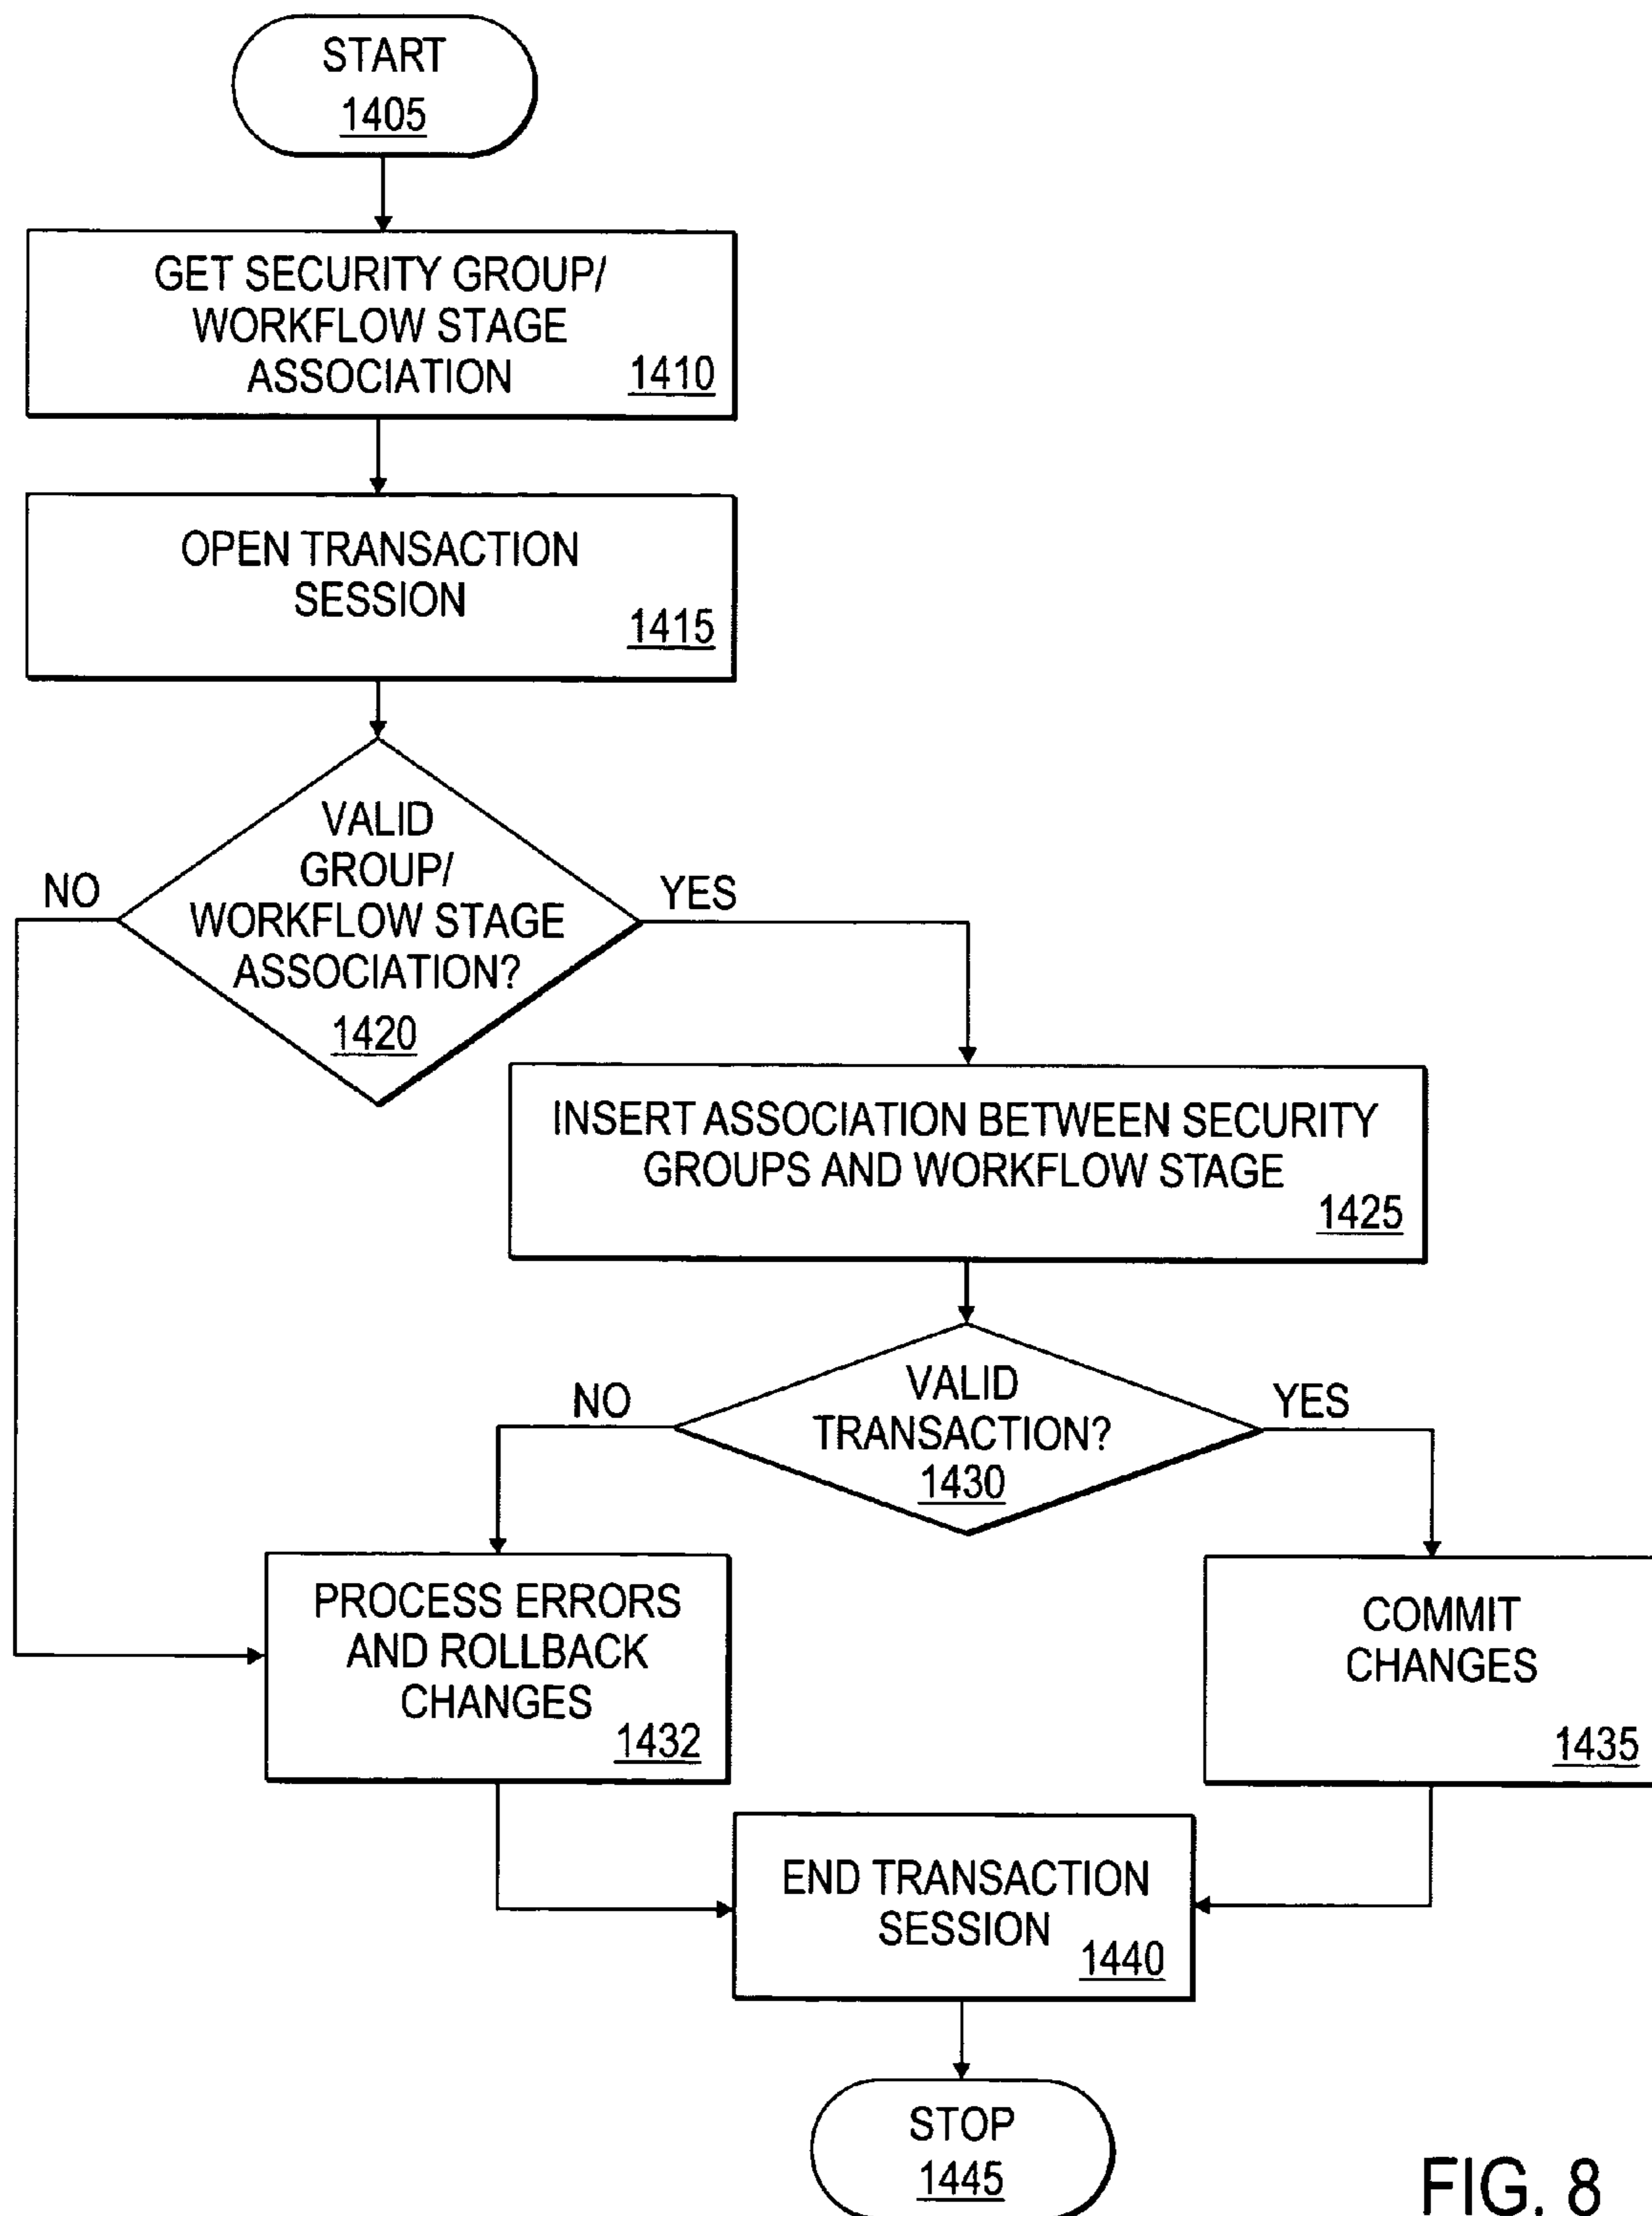 START
1405
GET SECURITY GROUP/
WORKFLOW STAGE
ASSOCIATION
1410
OPEN TRANSACTION
SESSION
1415
VALID
GROUP/
WORKFLOW STAGE
ASSOCIATION?
1420
NO
YES
INSERT ASSOCIATION BETWEEN SECURITY
GROUPS AND WORKFLOW STAGE
1425
VALID
TRANSACTION?
1430
NO
YES
PROCESS ERRORS
AND ROLLBACK
CHANGES
1432
COMMIT
CHANGES
1435
END TRANSACTION
SESSION
1440
STOP
1445
FIG. 8